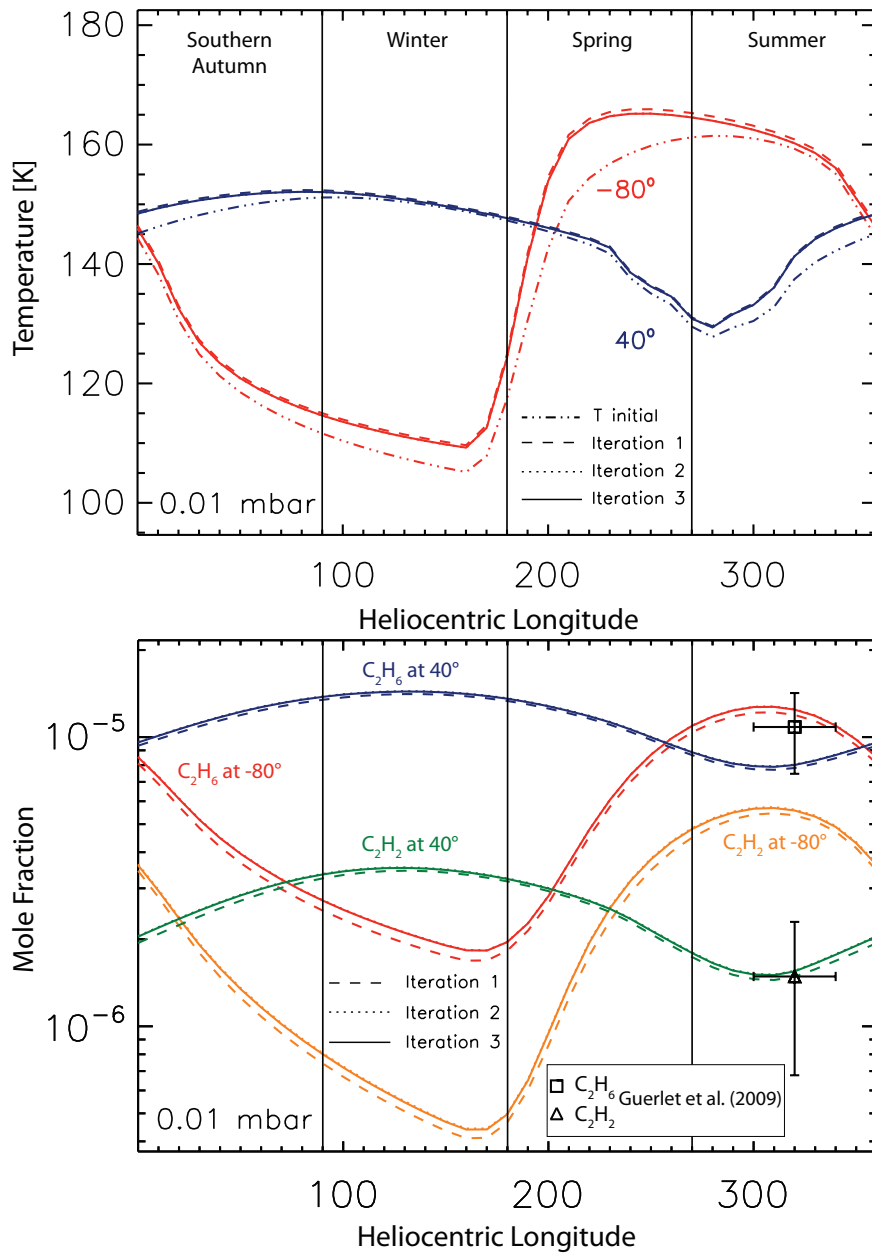 180
160
140
120
100
Temperature [K]
Southern
Autumn
Winter
Spring
Summer
−80°
40°
T initial
Iteration 1
Iteration 2
Iteration 3
0.01 mbar
100
200
300
Heliocentric Longitude
10⁻⁵
10⁻⁶
Mole Fraction
C₂H₆ at 40°
C₂H₆ at -80°
C₂H₂ at 40°
C₂H₂ at -80°
Iteration 1
Iteration 2
Iteration 3
0.01 mbar
C₂H₆ Guerlet et al. (2009)
C₂H₂
100
200
300
Heliocentric Longitude